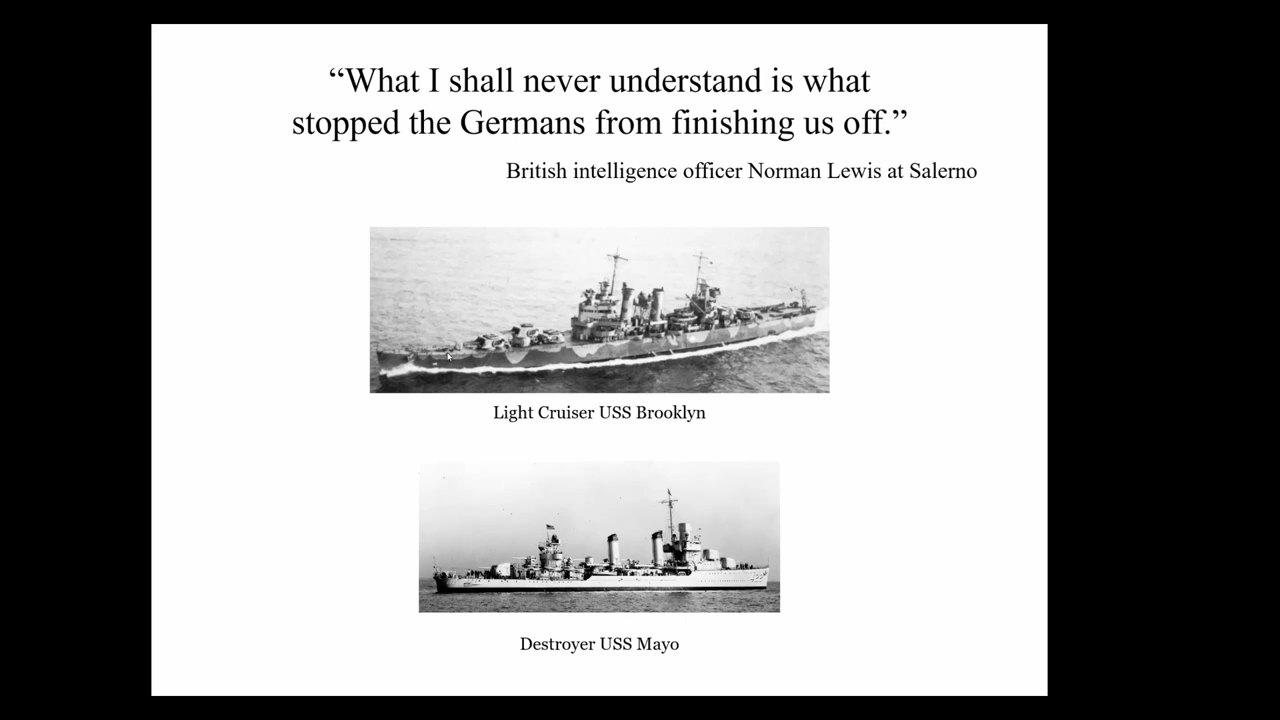 “What I shall never understand is what
stopped the Germans from finishing us off.”
British intelligence officer Norman Lewis at Salerno
Light Cruiser USS Brooklyn
Destroyer USS Mayo